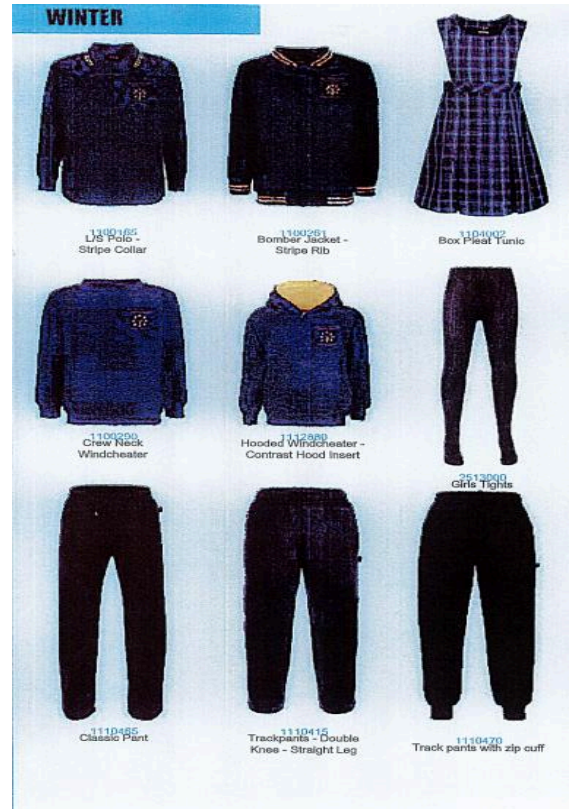 WINTER
1100165
L/S Polo -
Stripe Collar
1100261
Bomber Jacket -
Stripe Rib
1104002
Box Pleat Tunic
1100290
Crew Neck
Windcheater
1112880
Hooded Windcheater -
Contrast Hood Insert
2513000
Girls Tights
1110465
Classic Pant
1110415
Trackpants - Double
Knee - Straight Leg
1110470
Track pants with zip cuff